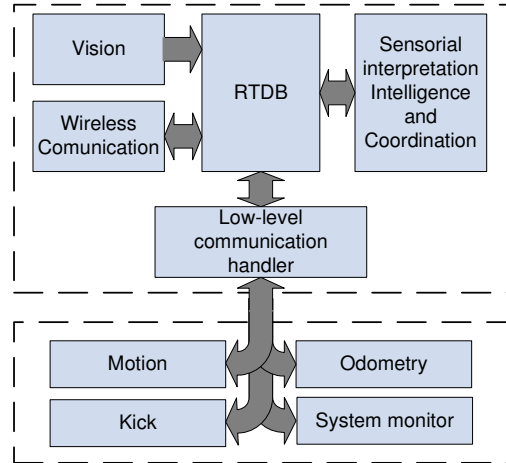 Vision
RTDB
Sensorial
interpretation
Intelligence
and
Coordination
Wireless
Comunication
Low-level
communication
handler
Motion
Odometry
Kick
System monitor